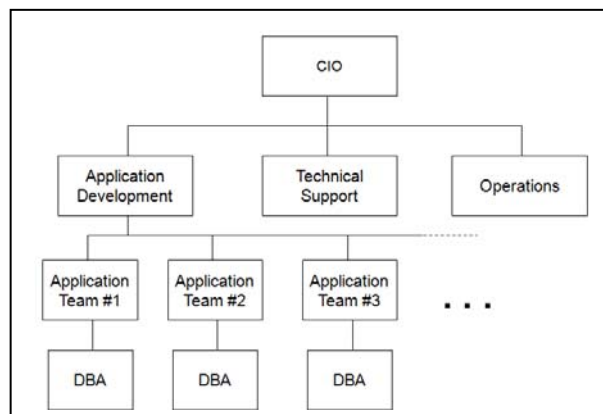 CIO
Application
Development
Technical
Support
Operations
Application
Team #1
Application
Team #2
Application
Team #3
. . .
DBA
DBA
DBA